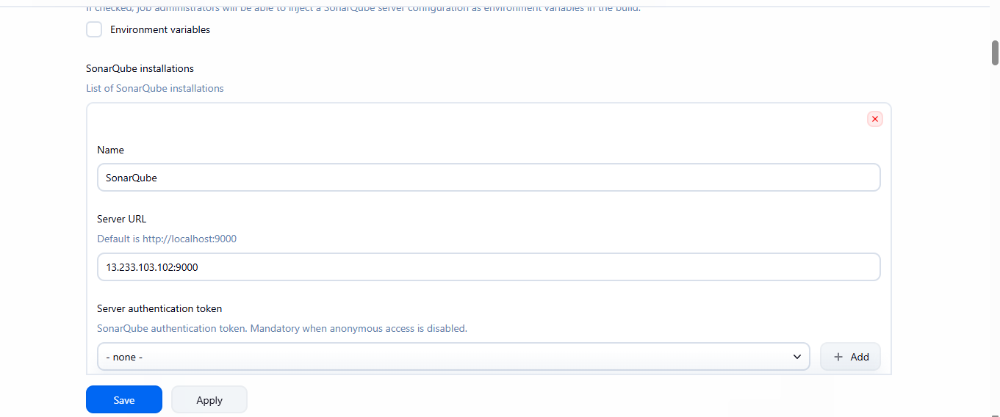 If checked, job administrators will be able to inject a SonarQube server configuration as environment variables in the build.
Environment variables
SonarQube installations
List of SonarQube installations
Name
SonarQube
Server URL
Default is http://localhost:9000
13.233.103.102:9000
Server authentication token
SonarQube authentication token. Mandatory when anonymous access is disabled.
- none -
Add
Save
Apply